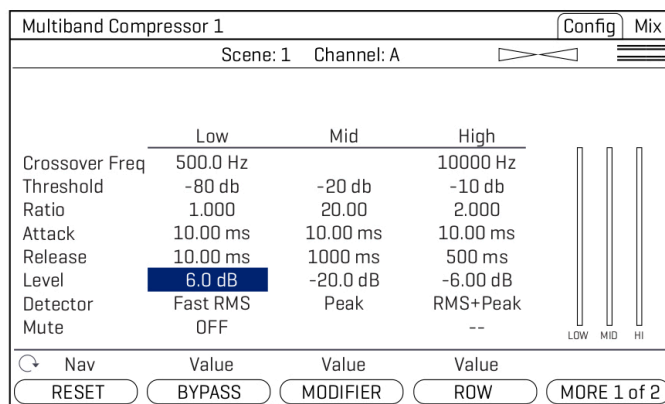 Multiband Compressor 1 Config Mix
Scene: 1 Channel: A
Low Mid High
Crossover Freq 500.0 Hz 10000 Hz
Threshold -80 db -20 db -10 db
Ratio 1.000 20.00 2.000
Attack 10.00 ms 10.00 ms 10.00 ms
Release 10.00 ms 1000 ms 500 ms
Level 6.0 dB -20.0 dB -6.00 dB
Detector Fast RMS Peak RMS+Peak
Mute OFF --
LOW MID HI
Nav Value Value Value
RESET BYPASS MODIFIER ROW MORE 1 of 2